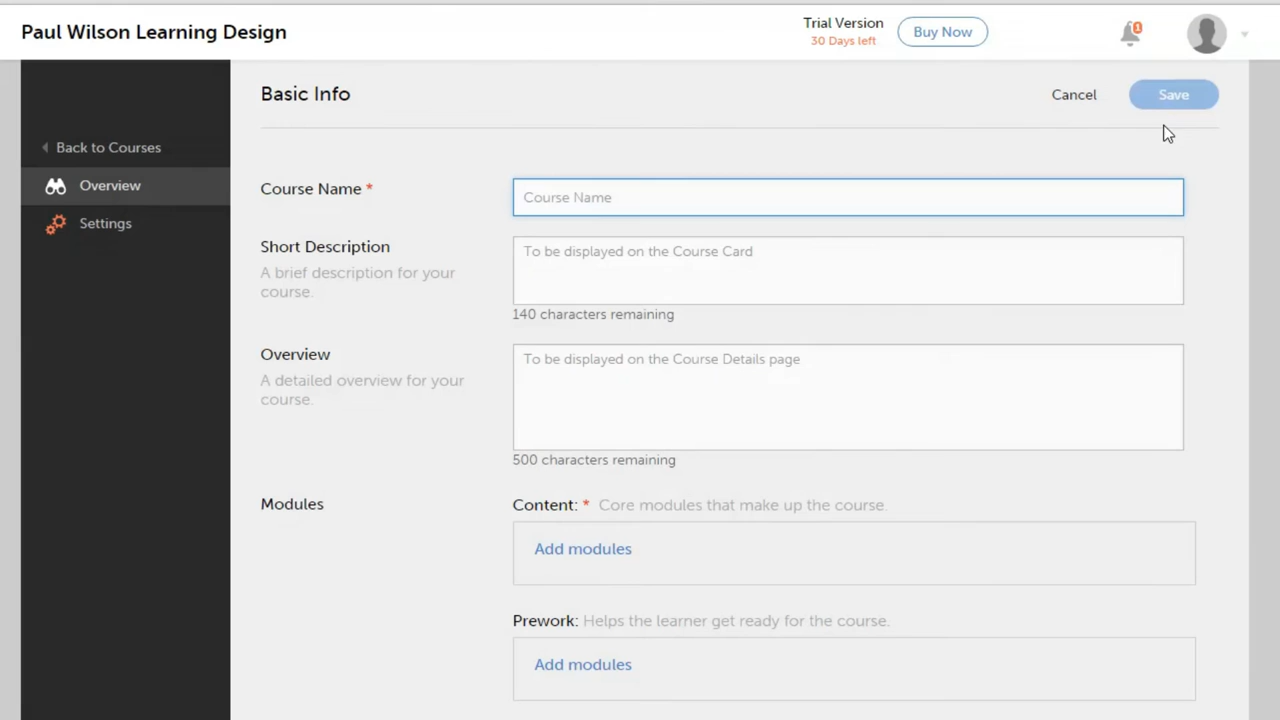 Paul Wilson Learning Design
Trial Version
30 Days left
Buy Now
1
Basic Info
Cancel
Save
Back to Courses
Overview
Settings
Course Name *
Course Name
Short Description
A brief description for your
course.
To be displayed on the Course Card
140 characters remaining
Overview
A detailed overview for your
course.
To be displayed on the Course Details page
500 characters remaining
Modules
Content: * Core modules that make up the course.
Add modules
Prework: Helps the learner get ready for the course.
Add modules